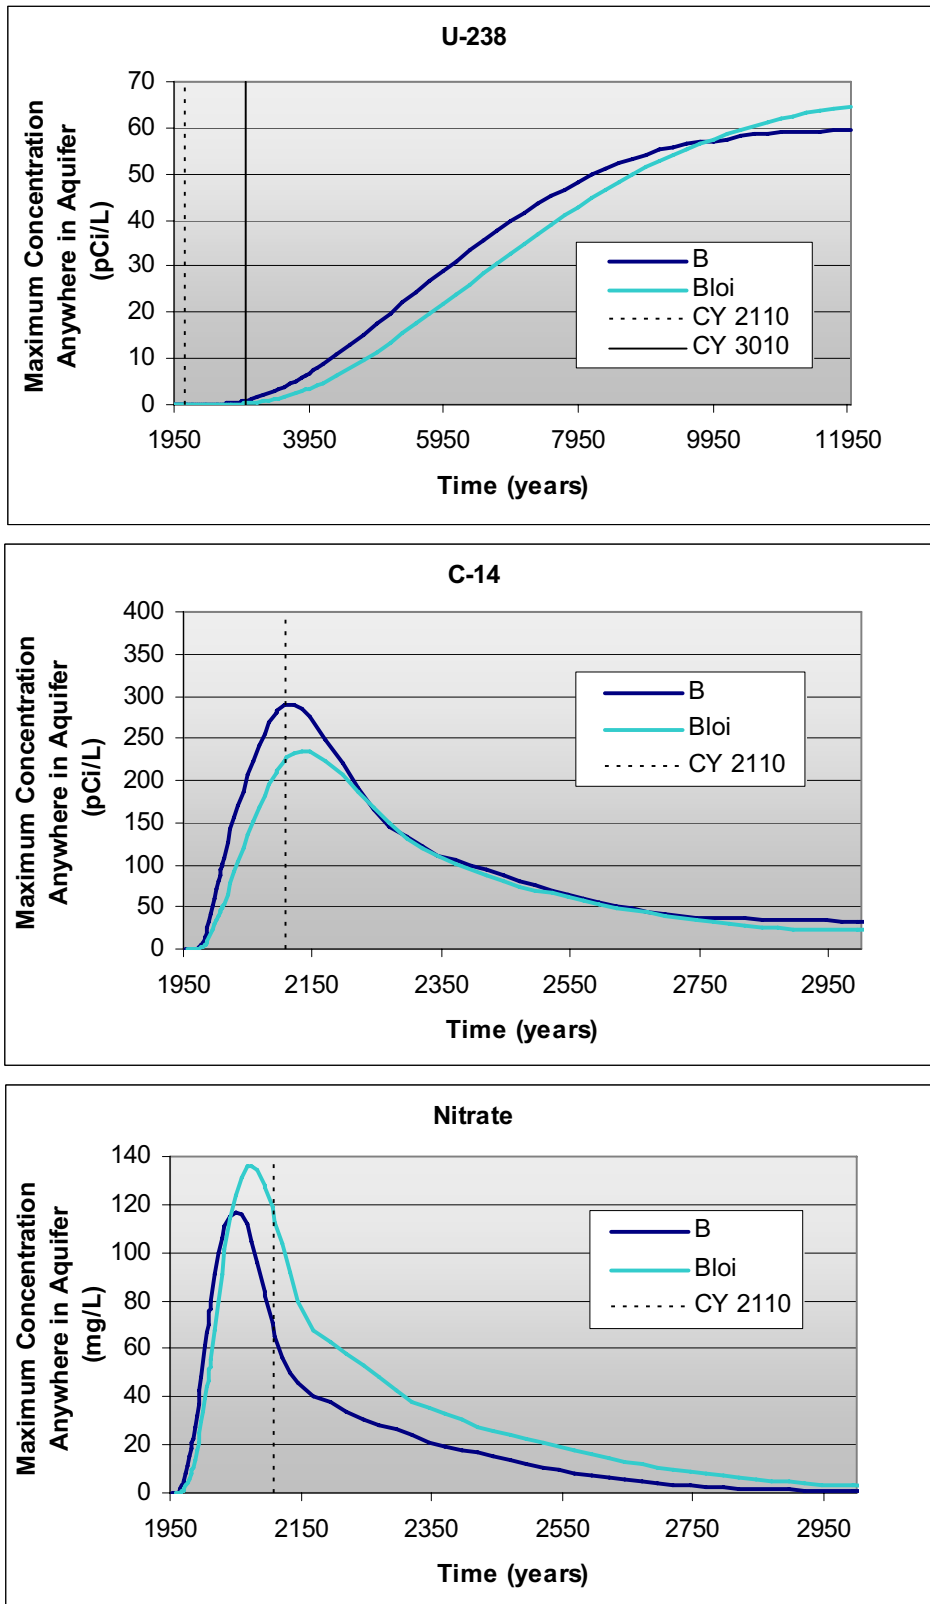 U-238
Maximum Concentration
Anywhere in Aquifer
(pCi/L)
70
60
50
40
30
20
10
0
B
Bloi
CY 2110
CY 3010
1950 3950 5950 7950 9950 11950
Time (years)
C-14
Maximum Concentration
Anywhere in Aquifer
(pCi/L)
400
350
300
250
200
150
100
50
0
B
Bloi
CY 2110
1950 2150 2350 2550 2750 2950
Time (years)
Nitrate
Maximum Concentration
Anywhere in Aquifer
(mg/L)
140
120
100
80
60
40
20
0
B
Bloi
CY 2110
1950 2150 2350 2550 2750 2950
Time (years)